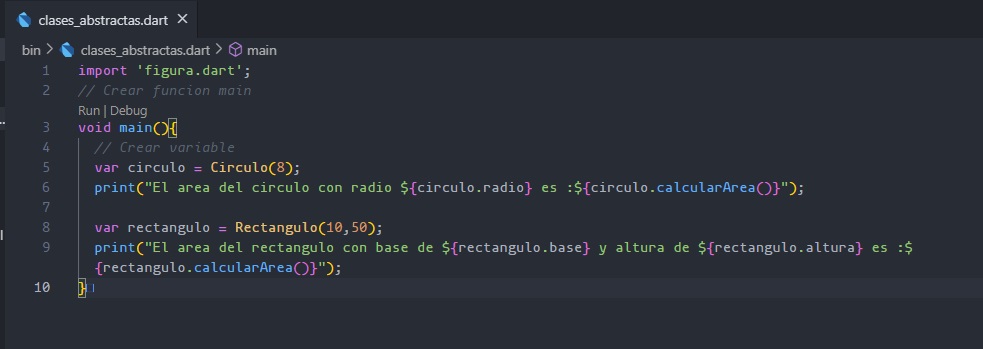 clases_abstractas.dart ×
bin > clases_abstractas.dart > main
1 import 'figura.dart';
2 // Crear funcion main
Run | Debug
3 void main(){
4 // Crear variable
5 var circulo = Circulo(8);
6 print("El area del circulo con radio ${circulo.radio} es :${circulo.calcularArea()}");
7
8 var rectangulo = Rectangulo(10,50);
9 print("El area del rectangulo con base de ${rectangulo.base} y altura de ${rectangulo.altura} es :$
{rectangulo.calcularArea()}");
10 }